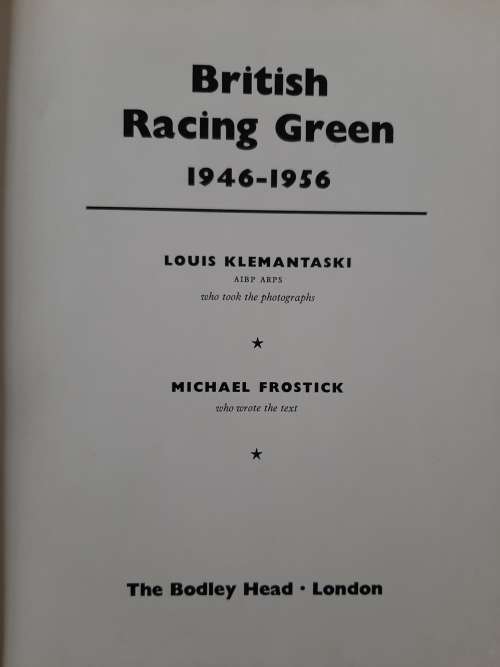 British
Racing Green
1946-1956
LOUIS KLEMANTASKI
AIBP ARPS
who took the photographs
★
MICHAEL FROSTICK
who wrote the text
★
The Bodley Head · London